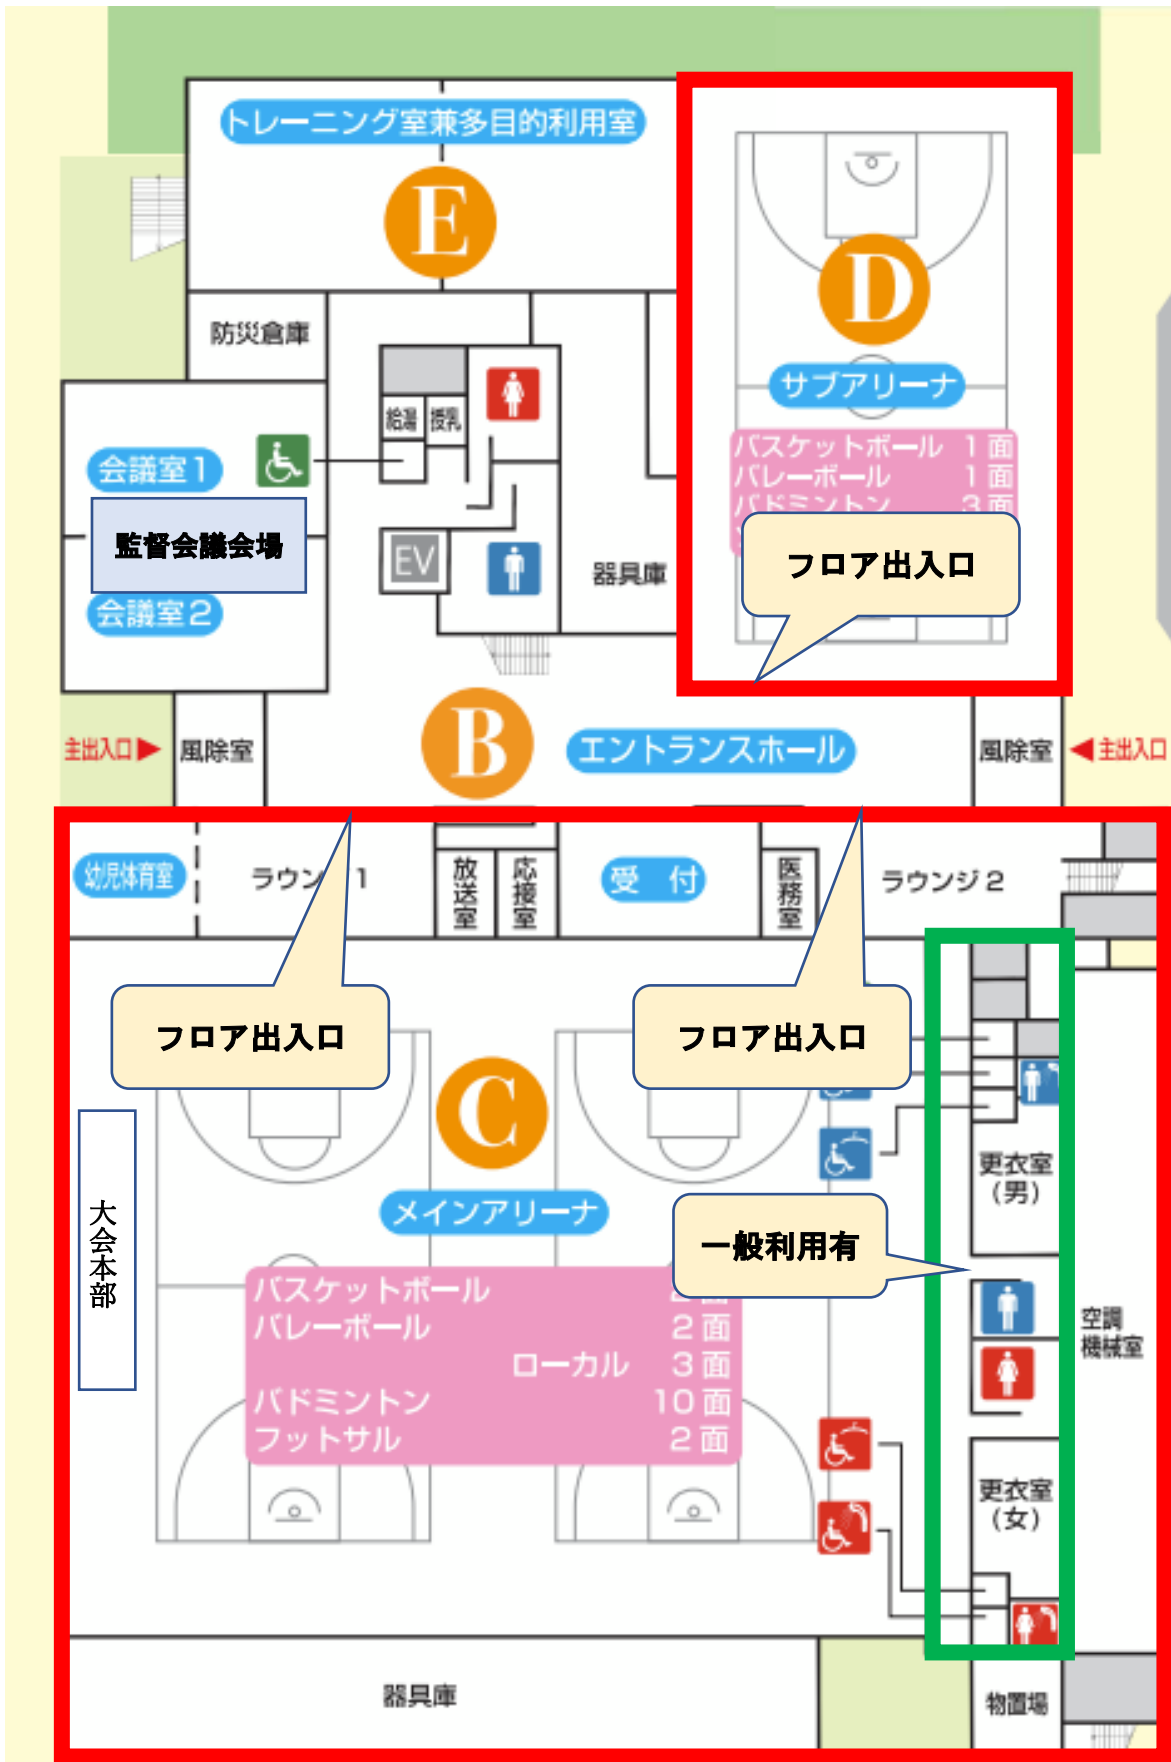 トレーニング室兼多目的利用室
E
D
防災倉庫
サブアリーナ
給湯
授乳
バスケットボール 1面
バレーボール 1面
バドミントン 3面
会議室1
監督会議会場
会議室2
EV
器具庫
フロア出入口
B
エントランスホール
主出入口
風除室
風除室
主出入口
幼児体育室
ラウン 1
放送室
応接室
受 付
医務室
ラウンジ2
フロア出入口
フロア出入口
C
メインアリーナ
大会本部
更衣室
(男)
一般利用有
バスケットボール 2面
バレーボール 2面
ローカル 3面
バドミントン 10面
フットサル 2面
空調
機械室
更衣室
(女)
器具庫
物置場